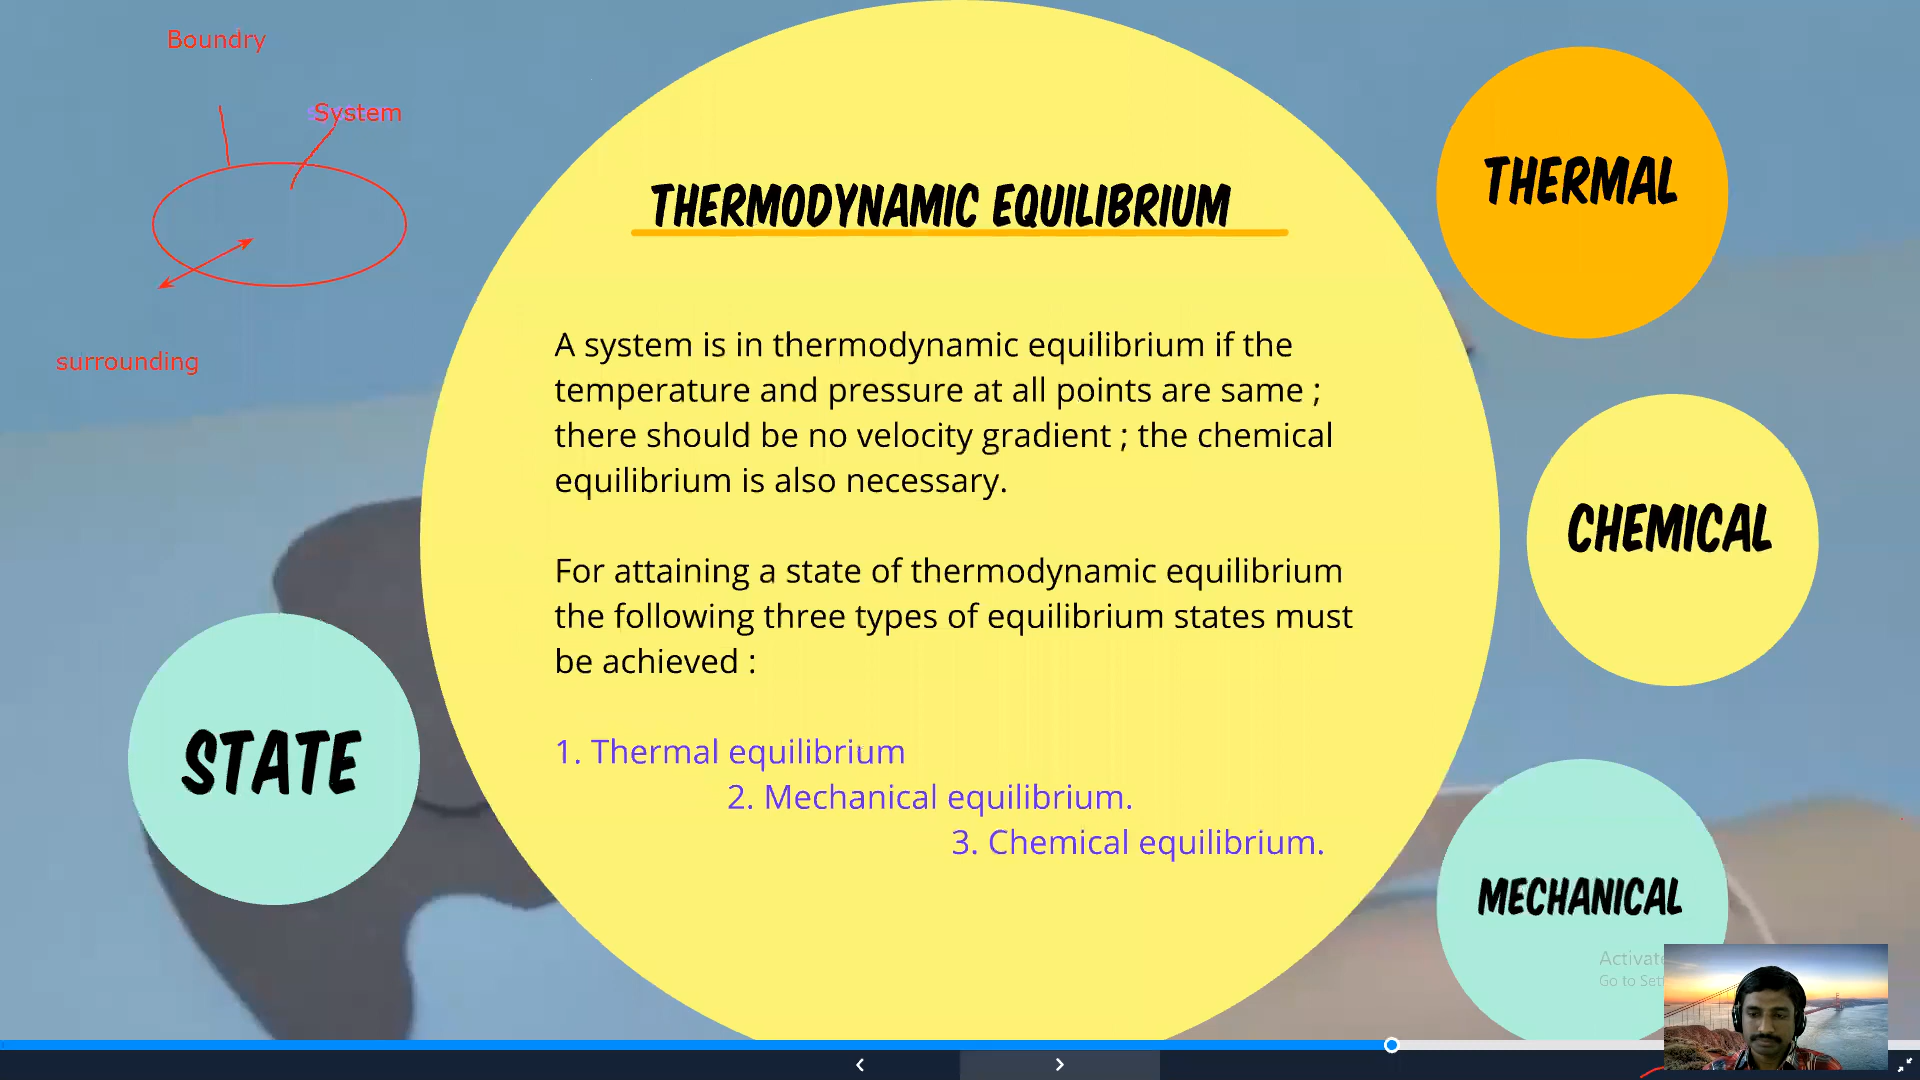 Boundry
System
surrounding
THERMODYNAMIC EQUILIBRIUM
A system is in thermodynamic equilibrium if the
temperature and pressure at all points are same ;
there should be no velocity gradient ; the chemical
equilibrium is also necessary.
For attaining a state of thermodynamic equilibrium
the following three types of equilibrium states must
be achieved :
1. Thermal equilibrium
2. Mechanical equilibrium.
3. Chemical equilibrium.
STATE
THERMAL
CHEMICAL
MECHANICAL
Go to